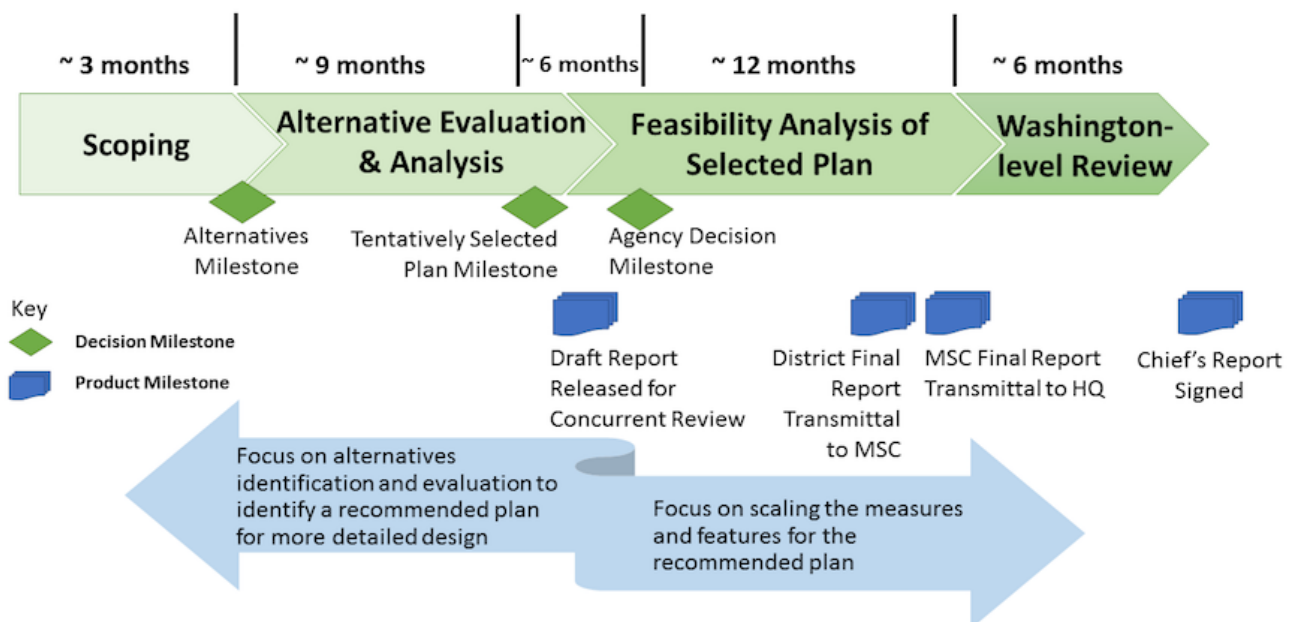 ~ 3 months
~ 9 months
~ 6 months
~ 12 months
~ 6 months
Scoping
Alternative Evaluation
& Analysis
Feasibility Analysis of
Selected Plan
Washington-
level Review
Alternatives
Milestone
Tentatively Selected
Plan Milestone
Agency Decision
Milestone
Key
Decision Milestone
Product Milestone
Draft Report
Released for
Concurrent Review
District Final
Report
Transmittal
to MSC
MSC Final Report
Transmittal to HQ
Chief's Report
Signed
Focus on alternatives
identification and evaluation to
identify a recommended plan
for more detailed design
Focus on scaling the measures
and features for the
recommended plan